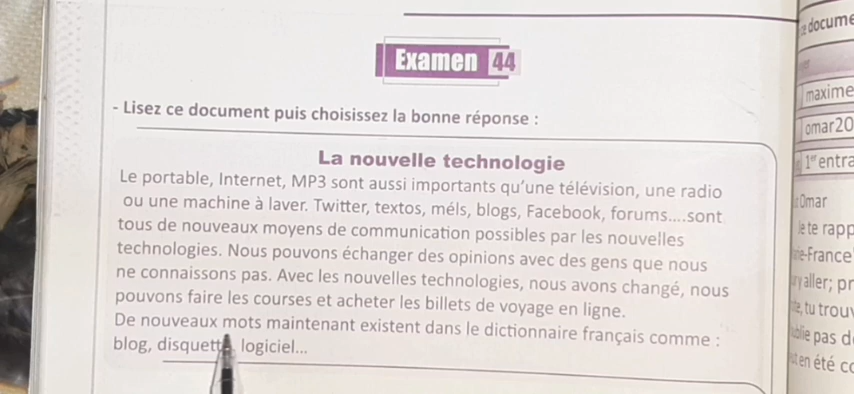 Examen 44
- Lisez ce document puis choisissez la bonne réponse :
La nouvelle technologie
Le portable, Internet, MP3 sont aussi importants qu'une télévision, une radio
ou une machine à laver. Twitter, textos, méls, blogs, Facebook, forums....sont
tous de nouveaux moyens de communication possibles par les nouvelles
technologies. Nous pouvons échanger des opinions avec des gens que nous
ne connaissons pas. Avec les nouvelles technologies, nous avons changé, nous
pouvons faire les courses et acheter les billets de voyage en ligne.
De nouveaux mots maintenant existent dans le dictionnaire français comme :
blog, disquette, logiciel...
docume
maxime
omar20
1er entra
Omar
Je te rapp
France
aller; pr
tu trouv
pas d
en été co